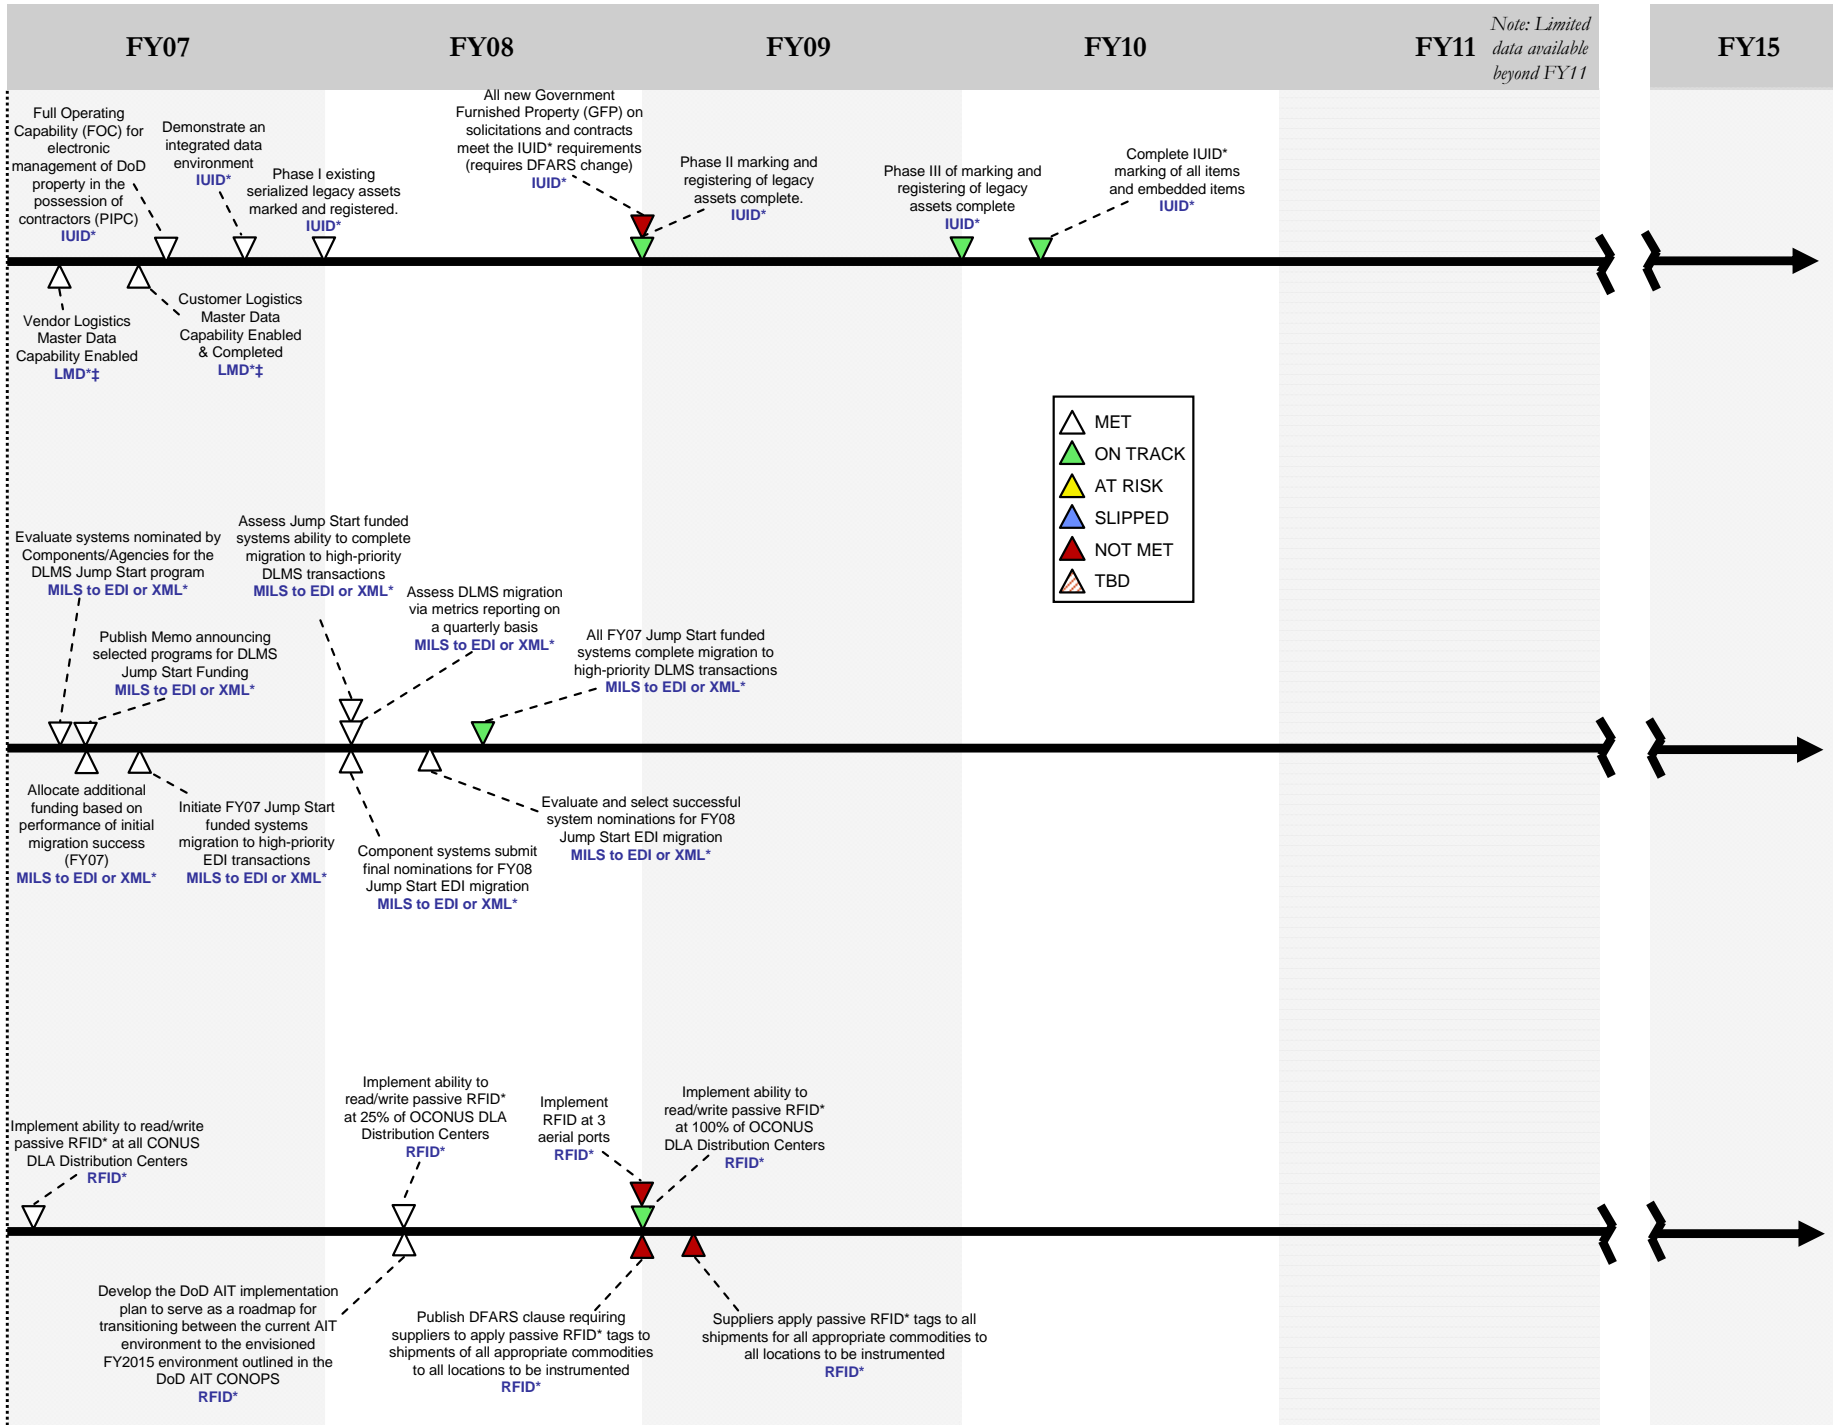 FY07
FY08
FY09
FY10
FY11
Note: Limited
data available
beyond FY11
FY15
Full Operating
Capability (FOC) for
electronic
management of DoD
property in the
possession of
contractors (PIPC)
IUID*
Demonstrate an
integrated data
environment
IUID*
Phase I existing
serialized legacy assets
marked and registered.
IUID*
All new Government
Furnished Property (GFP) on
solicitations and contracts
meet the IUID* requirements
(requires DFARS change)
IUID*
Phase II marking and
registering of legacy
assets complete.
IUID*
Phase III of marking and
registering of legacy
assets complete
IUID*
Complete IUID*
marking of all items
and embedded items
IUID*
Vendor Logistics
Master Data
Capability Enabled
LMD*‡
Customer Logistics
Master Data
Capability Enabled
& Completed
LMD*‡
MET
ON TRACK
AT RISK
SLIPPED
NOT MET
TBD
Evaluate systems nominated by
Components/Agencies for the
DLMS Jump Start program
MILS to EDI or XML*
Publish Memo announcing
selected programs for DLMS
Jump Start Funding
MILS to EDI or XML*
Assess Jump Start funded
systems ability to complete
migration to high-priority
DLMS transactions
MILS to EDI or XML*
Assess DLMS migration
via metrics reporting on
a quarterly basis
MILS to EDI or XML*
All FY07 Jump Start funded
systems complete migration to
high-priority DLMS transactions
MILS to EDI or XML*
Allocate additional
funding based on
performance of initial
migration success
(FY07)
MILS to EDI or XML*
Initiate FY07 Jump Start
funded systems
migration to high-priority
EDI transactions
MILS to EDI or XML*
Component systems submit
final nominations for FY08
Jump Start EDI migration
MILS to EDI or XML*
Evaluate and select successful
system nominations for FY08
Jump Start EDI migration
MILS to EDI or XML*
Implement ability to read/write
passive RFID* at all CONUS
DLA Distribution Centers
RFID*
Implement ability to
read/write passive RFID*
at 25% of OCONUS DLA
Distribution Centers
RFID*
Implement
RFID at 3
aerial ports
RFID*
Implement ability to
read/write passive RFID*
at 100% of OCONUS
DLA Distribution Centers
RFID*
Develop the DoD AIT implementation
plan to serve as a roadmap for
transitioning between the current AIT
environment to the envisioned
FY2015 environment outlined in the
DoD AIT CONOPS
RFID*
Publish DFARS clause requiring
suppliers to apply passive RFID* tags to
shipments of all appropriate commodities
to all locations to be instrumented
RFID*
Suppliers apply passive RFID* tags to all
shipments for all appropriate commodities to
all locations to be instrumented
RFID*